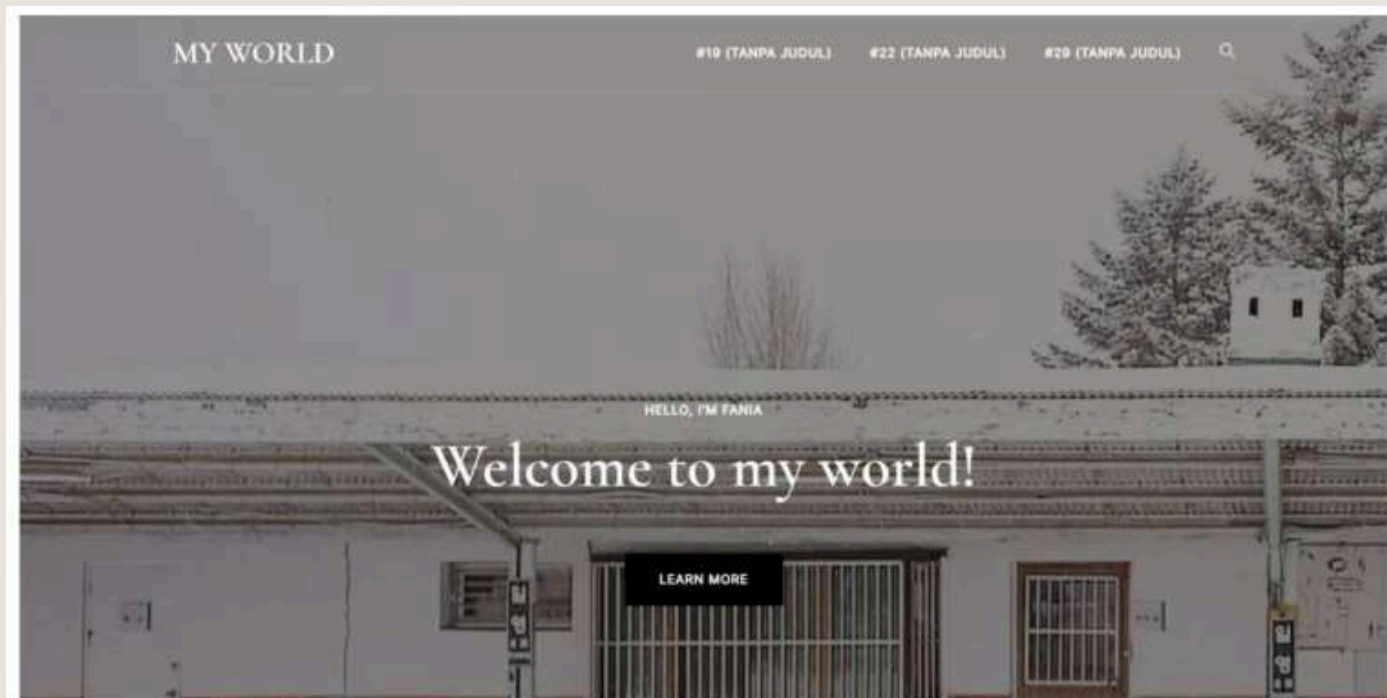 MY WORLD
#19 (TANPA JUDUL) #22 (TANPA JUDUL) #29 (TANPA JUDUL)
HELLO, I'M FANIA
Welcome to my world!
LEARN MORE